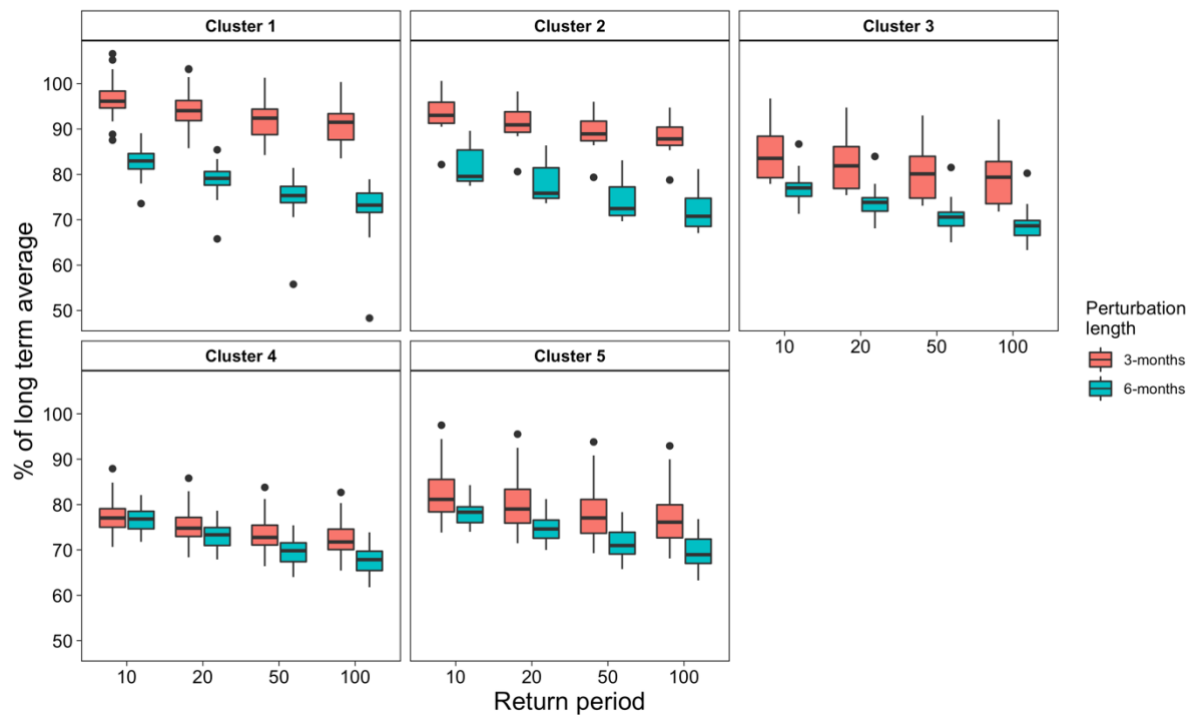 Cluster 1
Cluster 2
Cluster 3
100
90
80
70
60
50
10
20
50
100
Cluster 4
Cluster 5
100
90
80
70
60
50
10
20
50
100
10
20
50
100
% of long term average
Return period
Perturbation
length
3-months
6-months